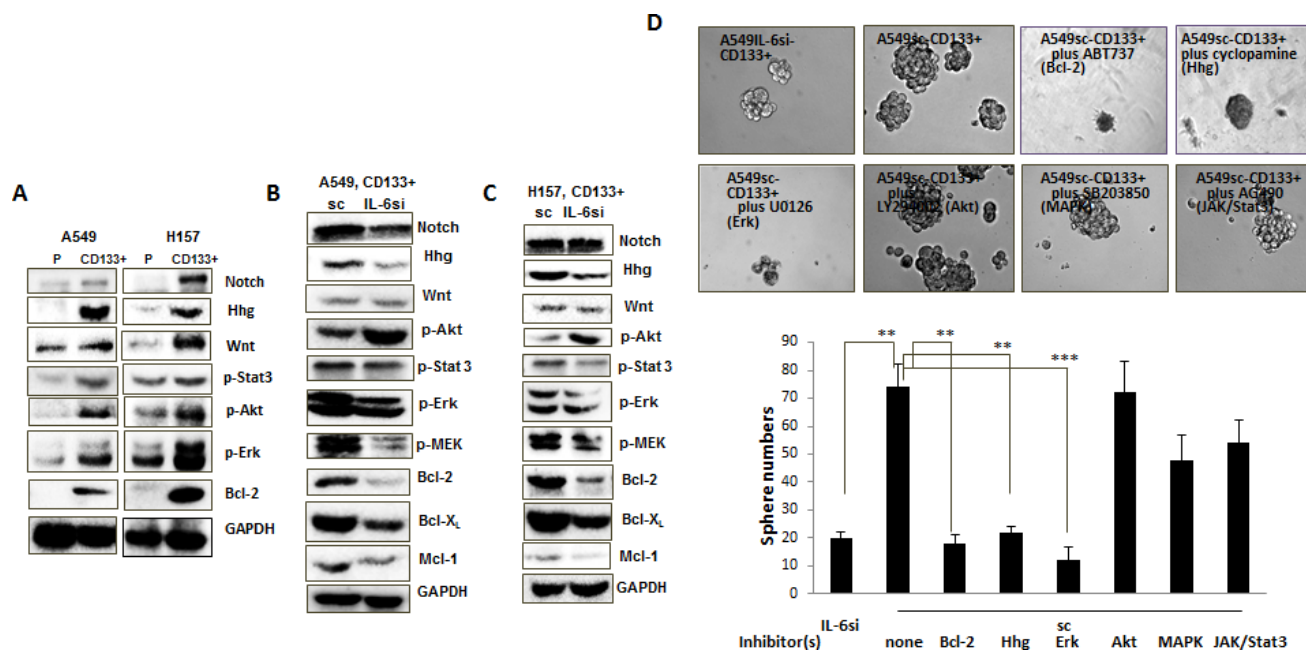 A
A549
H157
P
CD133+
P
CD133+
Notch
Hhg
Wnt
p-Stat3
p-Akt
p-Erk
Bcl-2
GAPDH
B
A549, CD133+
sc
IL-6si
Notch
Hhg
Wnt
p-Akt
p-Stat 3
p-Erk
p-MEK
Bcl-2
Bcl-XL
Mcl-1
GAPDH
C
H157, CD133+
sc
IL-6si
Notch
Hhg
Wnt
p-Akt
p-Stat 3
p-Erk
p-MEK
Bcl-2
Bcl-XL
Mcl-1
GAPDH
D
A549IL-6si-
CD133+
A549sc-CD133+
A549sc-CD133+
plus ABT737
(Bcl-2)
A549sc-CD133+
plus cyclopamine
(Hhg)
A549sc-
CD133+
plus U0126
(Erk)
A549sc-CD133+
plus
(Akt)
A549sc-CD133+
plus SB203850
(MAPK)
A549sc-CD133+
plus AG490
(JAK/Stat3)
Sphere numbers
90
80
70
60
50
40
30
20
10
0
**
**
**
***
IL-6si
sc
Inhibitor(s)
none
Bcl-2
Hhg
Erk
Akt
MAPK
JAK/Stat3